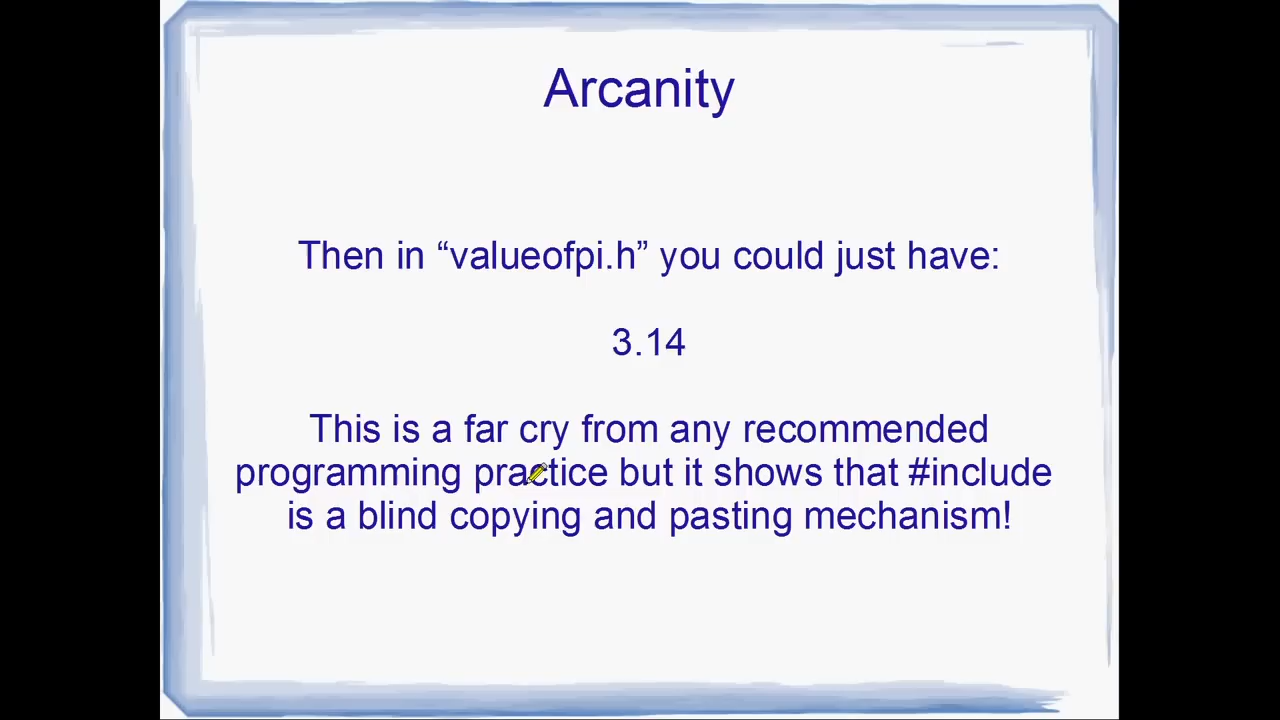 Arcanity
Then in “valueofpi.h” you could just have:
3.14
This is a far cry from any recommended
programming practice but it shows that #include
is a blind copying and pasting mechanism!